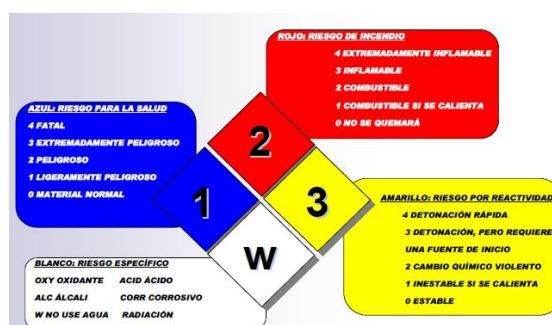 ROJO: RIESGO DE INCENDIO
4 EXTREMADAMENTE INFLAMABLE
3 INFLAMABLE
2 COMBUSTIBLE
1 COMBUSTIBLE SI SE CALIENTA
0 NO SE QUEMARÁ
AZUL: RIESGO PARA LA SALUD
4 FATAL
3 EXTREMADAMENTE PELIGROSO
2 PELIGROSO
1 LIGERAMENTE PELIGROSO
0 MATERIAL NORMAL
2
1
3
W
AMARILLO: RIESGO POR REACTIVIDAD
4 DETONACIÓN RÁPIDA
3 DETONACIÓN, PERO REQUIERE
UNA FUENTE DE INICIO
2 CAMBIO QUÍMICO VIOLENTO
1 INESTABLE SI SE CALIENTA
0 ESTABLE
BLANCO: RIESGO ESPECÍFICO
OXY OXIDANTE ACID ÁCIDO
ALC ÁLCALI CORR CORROSIVO
W NO USE AGUA RADIACIÓN